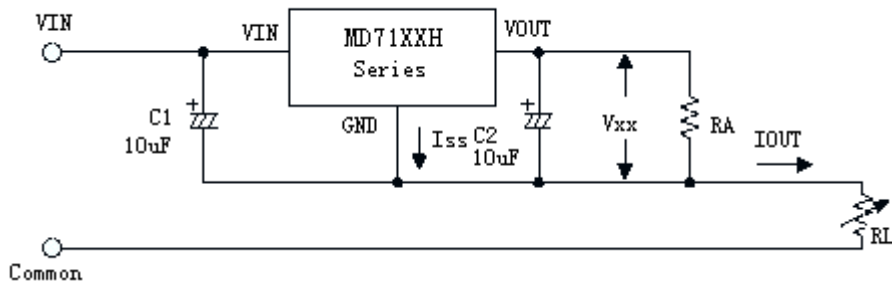 VIN
VIN
MD71XXH
Series
VOUT
C1
10uF
GND
Iss
C2
10uF
Vxx
RA
IOUT
RL
Common